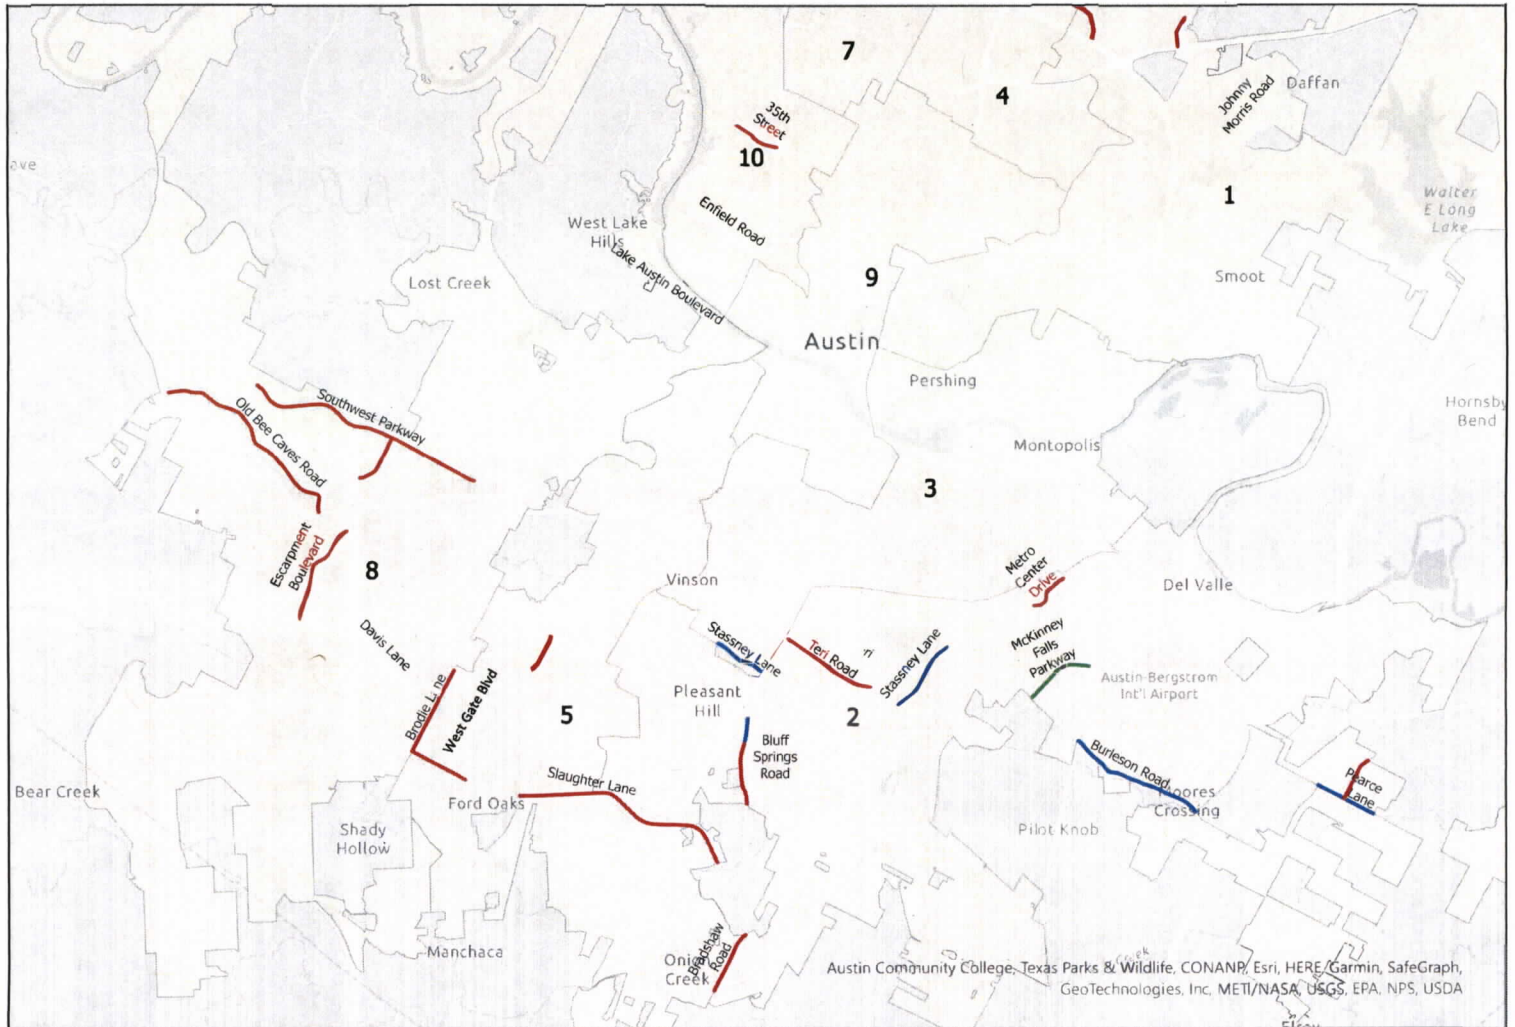 7
4
Daffan
Johnny
Morris Road
35th
Street
10
ave
1
Walter
E Long
Lake
Enfield Road
West Lake
Hills
Lake Austin Boulevard
Lost Creek
9
Smoot
Austin
Pershing
Hornsby
Bend
Southwest Parkway
Old Bee Caves Road
Montopolis
3
Escarpment
Boulevard
8
Vinson
Metro
Center
Drive
Del Valle
Davis Lane
Stassney Lane
Teri Road
Stassney Lane
McKinney
Falls
Parkway
Austin-Bergstrom
Int'l Airport
Brodie Lane
West Gate Blvd
5
Pleasant
Hill
2
Bluff
Springs
Road
Burleson Road
Moores
Crossing
Pearce
Lane
Bear Creek
Slaughter Lane
Ford Oaks
Shady
Hollow
Pilot Knob
Manchaca
Onion
Creek
Bradshaw
Road
Creek
Austin Community College, Texas Parks & Wildlife, CONANP, Esri, HERE, Garmin, SafeGraph,
GeoTechnologies, Inc, METI/NASA, USGS, EPA, NPS, USDA